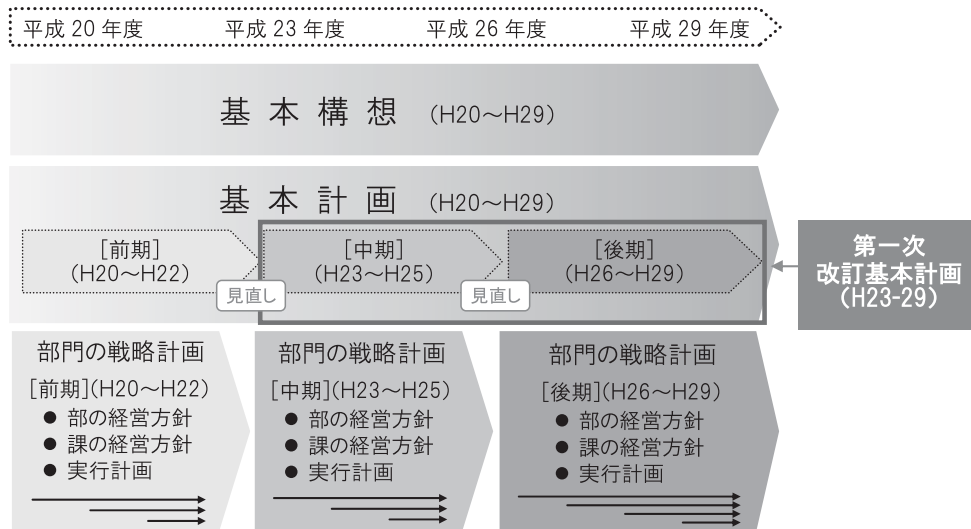 平成 20 年度 平成 23 年度 平成 26 年度 平成 29 年度
基本構想 (H20～H29)
基本計画 (H20～H29)
[前期]
(H20～H22)
見直し
[中期]
(H23～H25)
見直し
[後期]
(H26～H29)
第一次
改訂基本計画
(H23-29)
部門の戦略計画
[前期](H20～H22)
● 部の経営方針
● 課の経営方針
● 実行計画
部門の戦略計画
[中期](H23～H25)
● 部の経営方針
● 課の経営方針
● 実行計画
部門の戦略計画
[後期](H26～H29)
● 部の経営方針
● 課の経営方針
● 実行計画